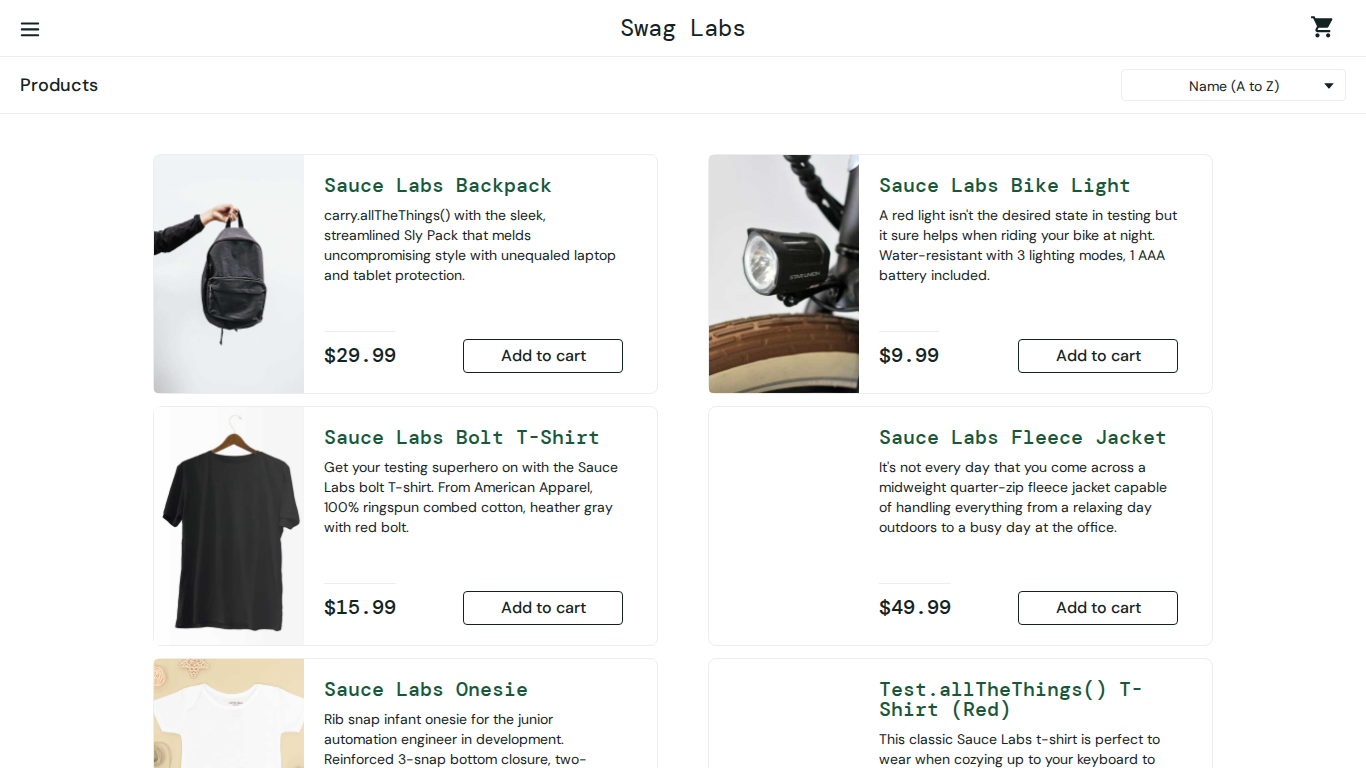 Swag Labs
Products
Name (A to Z)
Sauce Labs Backpack
carry.allTheThings() with the sleek,
streamlined Sly Pack that melds
uncompromising style with unequaled laptop
and tablet protection.
$29.99
Add to cart
Sauce Labs Bike Light
A red light isn't the desired state in testing but
it sure helps when riding your bike at night.
Water-resistant with 3 lighting modes, 1 AAA
battery included.
$9.99
Add to cart
Sauce Labs Bolt T-Shirt
Get your testing superhero on with the Sauce
Labs bolt T-shirt. From American Apparel,
100% ringspun combed cotton, heather gray
with red bolt.
$15.99
Add to cart
Sauce Labs Fleece Jacket
It's not every day that you come across a
midweight quarter-zip fleece jacket capable
of handling everything from a relaxing day
outdoors to a busy day at the office.
$49.99
Add to cart
Sauce Labs Onesie
Rib snap infant onesie for the junior
automation engineer in development.
Reinforced 3-snap bottom closure, two-
Test.allTheThings() T-
Shirt (Red)
This classic Sauce Labs t-shirt is perfect to
wear when cozying up to your keyboard to